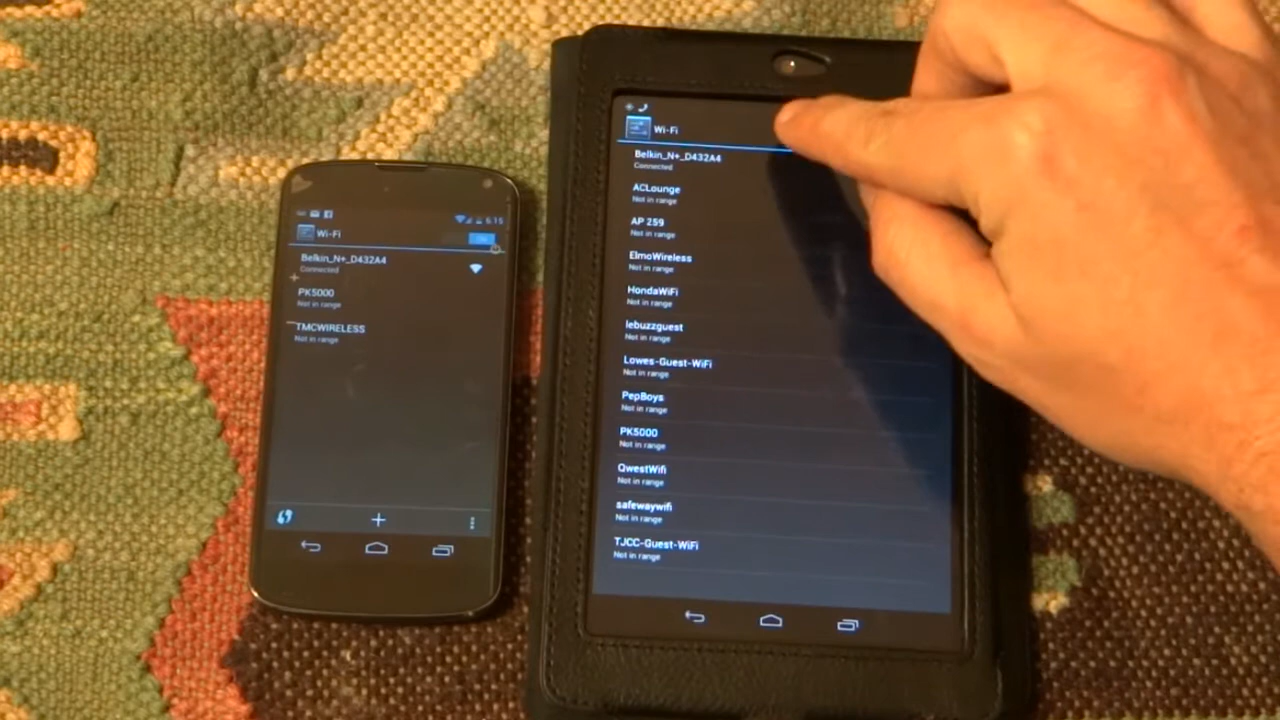 6:15
Wi-Fi
Belkin_N+_D432A4
Connected
PK5000
Not in range
TMCWIRELESS
Not in range
Wi-Fi
Belkin_N+_D432A4
Connected
ACLounge
Not in range
AP 259
Not in range
ElmoWireless
Not in range
HondaWiFi
Not in range
lebuzzguest
Not in range
Lowes-Guest-WiFi
Not in range
PepBoys
Not in range
PK5000
Not in range
QwestWifi
Not in range
safewaywifi
Not in range
TJCC-Guest-WiFi
Not in range